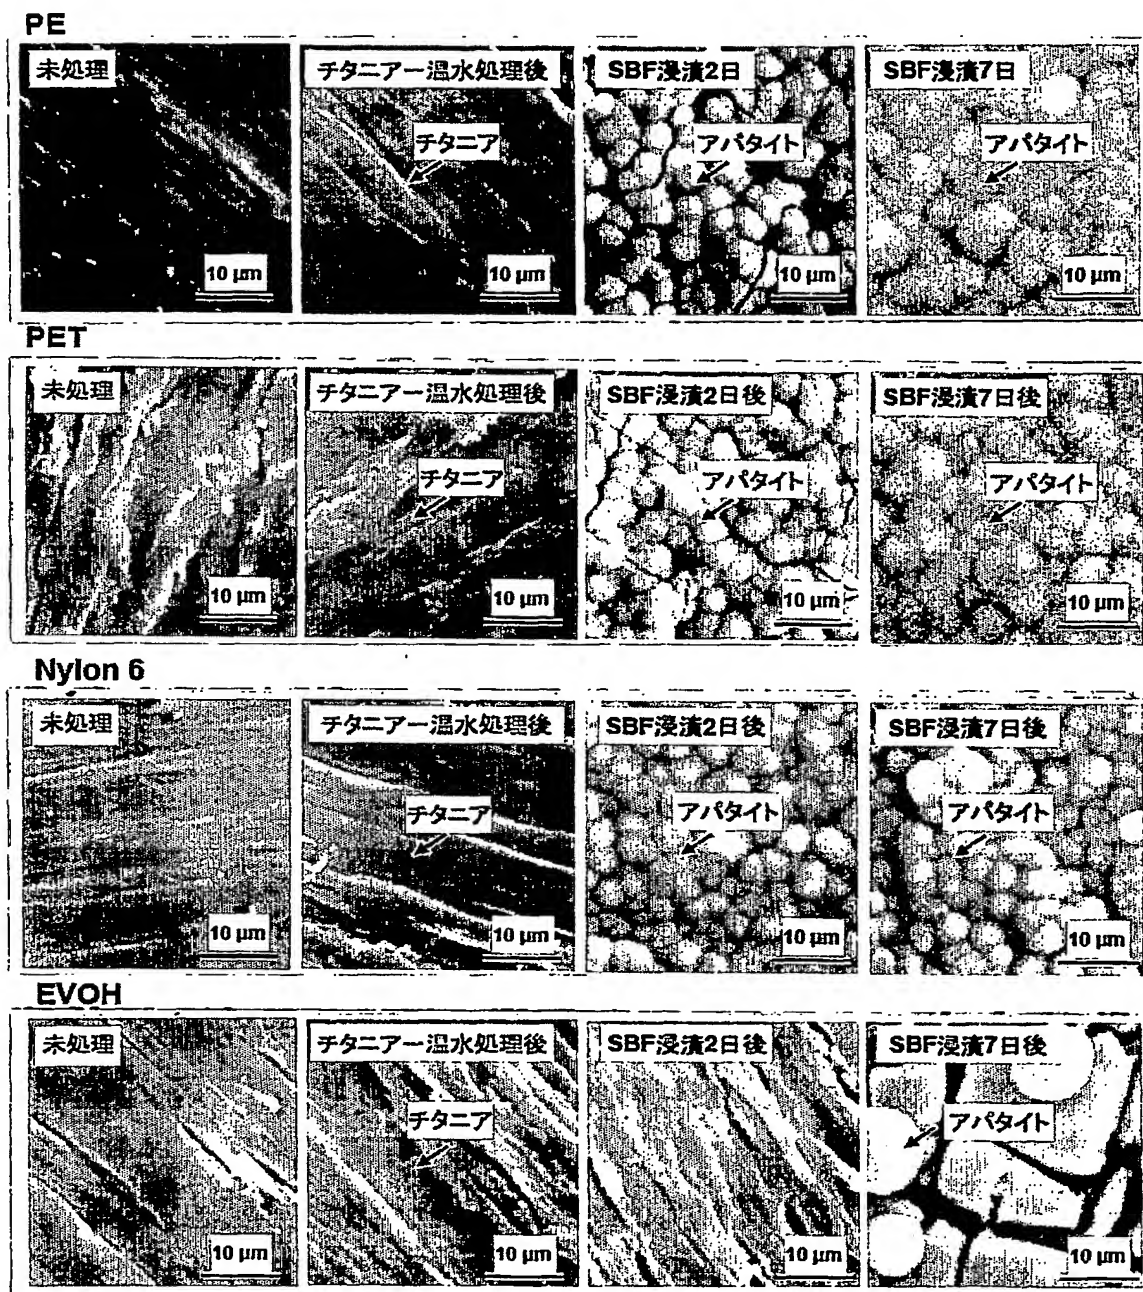 PE
未処理
チタニアー温水処理後
SBF浸漬2日
SBF浸漬7日
チタニア
アパタイト
アパタイト
10 µm
10 µm
10 µm
10 µm
PET
未処理
チタニアー温水処理後
SBF浸漬2日後
SBF浸漬7日後
チタニア
アパタイト
アパタイト
10 µm
10 µm
10 µm
10 µm
Nylon 6
未処理
チタニアー温水処理後
SBF浸漬2日後
SBF浸漬7日後
チタニア
アパタイト
アパタイト
10 µm
10 µm
10 µm
10 µm
EVOH
未処理
チタニアー温水処理後
SBF浸漬2日後
SBF浸漬7日後
チタニア
アパタイト
10 µm
10 µm
10 µm
10 µm